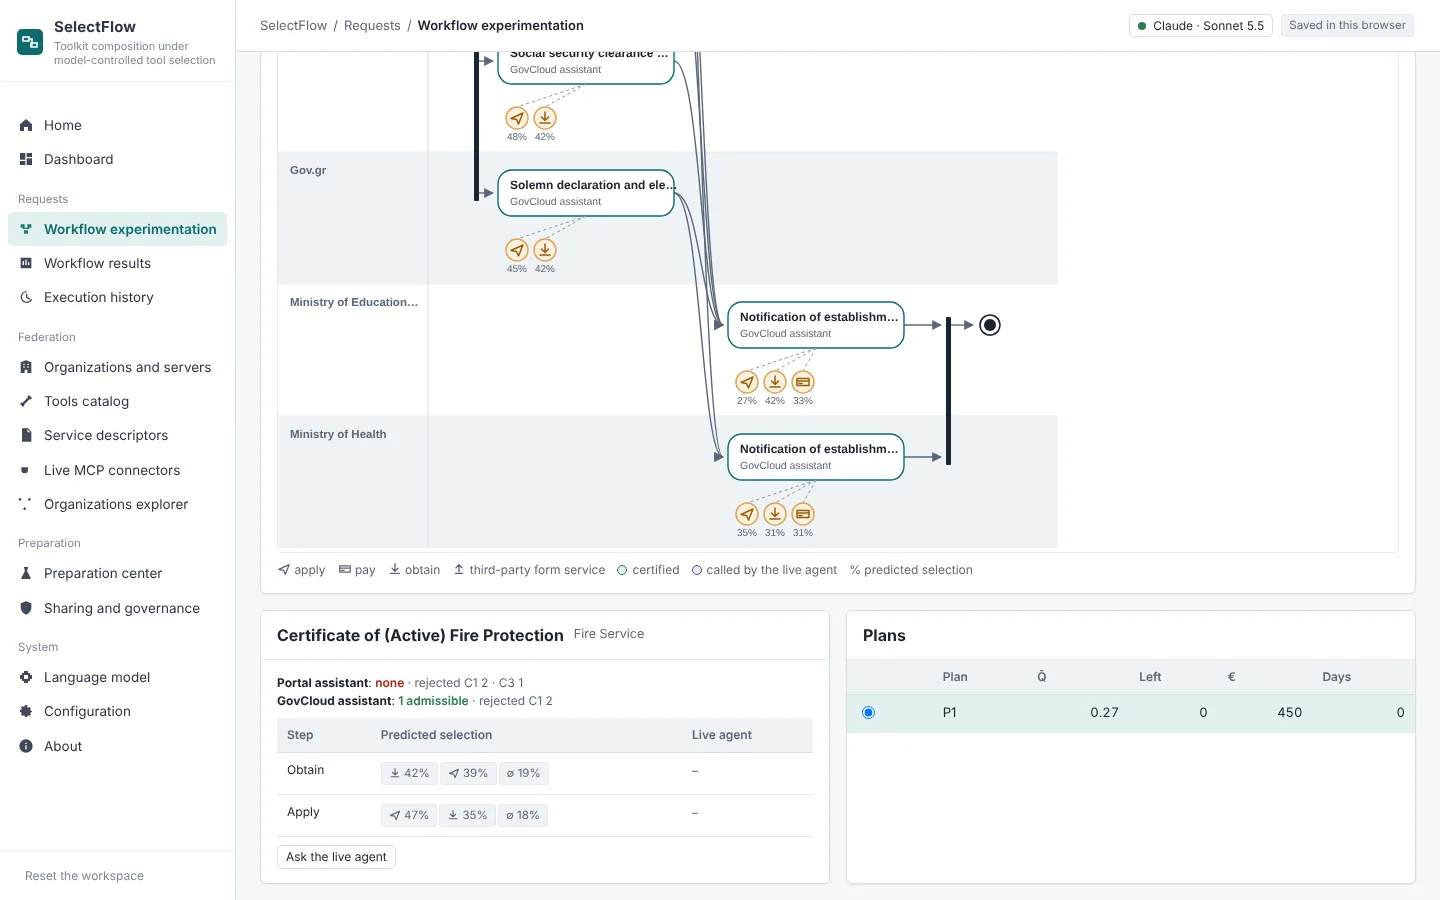 SelectFlow
Toolkit composition under
model-controlled tool selection
Home
Dashboard
Requests
Workflow experimentation
Workflow results
Execution history
Federation
Organizations and servers
Tools catalog
Service descriptors
Live MCP connectors
Organizations explorer
Preparation
Preparation center
Sharing and governance
System
Language model
Configuration
About
Reset the workspace
SelectFlow / Requests / Workflow experimentation
Claude · Sonnet 5.5
Saved in this browser
Social security clearance ...
GovCloud assistant
48% 42%
Gov.gr
Solemn declaration and ele...
GovCloud assistant
45% 42%
Ministry of Education...
Notification of establishm...
GovCloud assistant
27% 42% 33%
Ministry of Health
Notification of establishm...
GovCloud assistant
35% 31% 31%
apply pay obtain third-party form service certified called by the live agent % predicted selection
Certificate of (Active) Fire Protection Fire Service
Portal assistant: none · rejected C1 2 · C3 1
GovCloud assistant: 1 admissible · rejected C1 2
Step Predicted selection Live agent
Obtain 42% 39% ∅ 19% –
Apply 47% 35% ∅ 18% –
Ask the live agent
Plans
Plan Q̄ Left € Days
P1 0.27 0 450 0